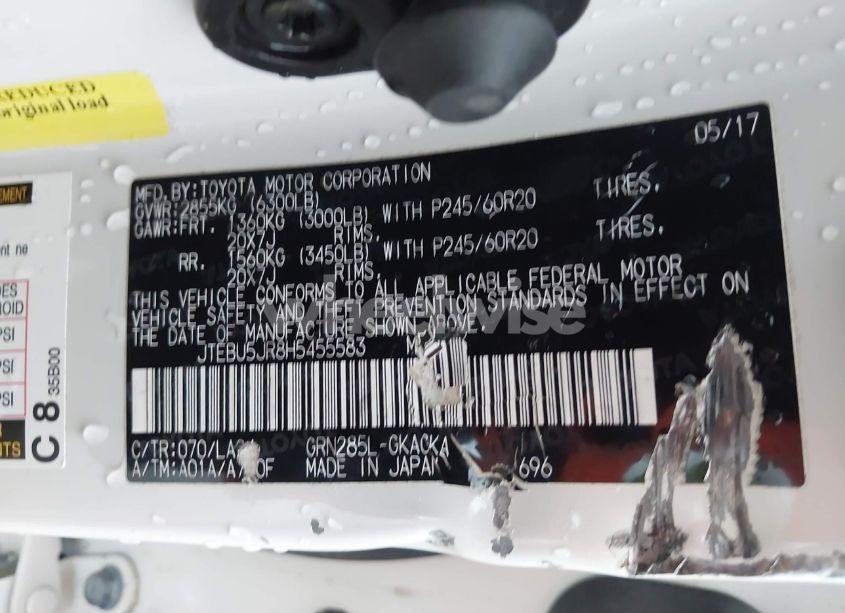 REDUCED
original load
05/17
MFD.BY:TOYOTA MOTOR CORPORATION
GVWR:2855KG (6300LB)
GAWR:FRT. 1360KG (3000LB) WITH P245/60R20 TIRES,
20X7J RIMS,
RR. 1560KG (3450LB) WITH P245/60R20 TIRES,
20X7J RIMS,
THIS VEHICLE CONFORMS TO ALL APPLICABLE FEDERAL MOTOR
VEHICLE SAFETY AND THEFT PREVENTION STANDARDS IN EFFECT ON
THE DATE OF MANUFACTURE SHOWN ABOVE.
JTEBU5JR8H5455583
C/TR:070/LA
GRN285L-GKACKA
A/TM:A01A/A
MADE IN JAPAN
696
PSI
PSI
PSI
C 8
35B00